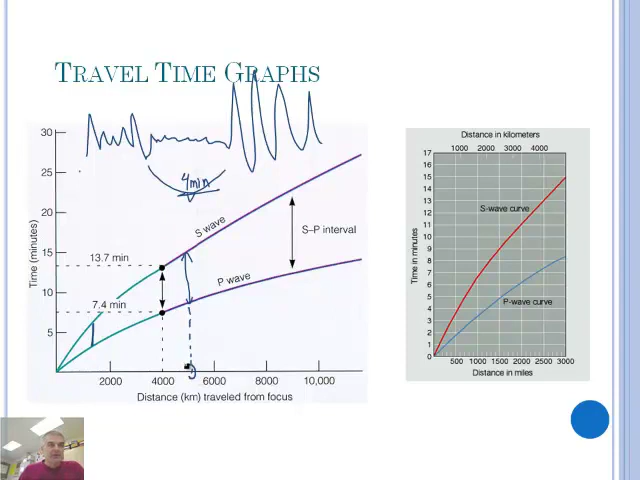 TRAVEL TIME GRAPHS
30
25
20
15
10
5
Time (minutes)
4min
13.7 min
7.4 min
S wave
P wave
S–P interval
2000 4000 6000 8000 10,000
Distance (km) traveled from focus
Distance in kilometers
1000 2000 3000 4000
17
16
15
14
13
12
11
10
9
8
7
6
5
4
3
2
1
0
Time in minutes
S-wave curve
P-wave curve
500 1000 1500 2000 2500 3000
Distance in miles